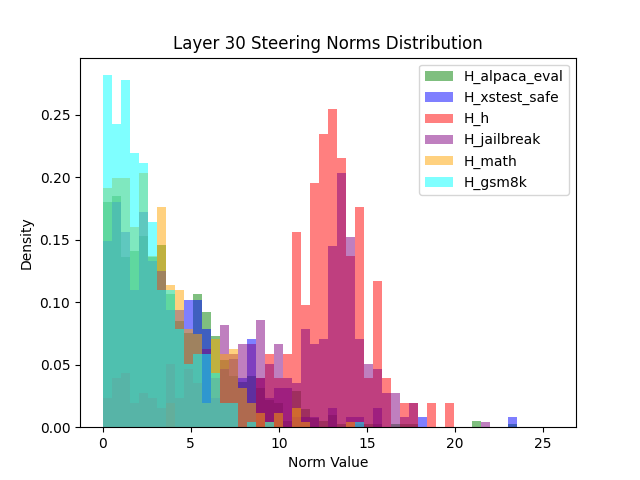 Layer 30 Steering Norms Distribution
H_alpaca_eval
H_xstest_safe
H_h
H_jailbreak
H_math
H_gsm8k
0.25
0.20
0.15
0.10
0.05
0.00
Density
0 5 10 15 20 25
Norm Value